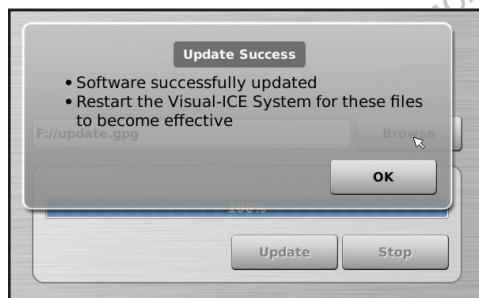 Update Success
• Software successfully updated
• Restart the Visual-ICE System for these files
to become effective
F://update.gpg
Browse
OK
100%
Update
Stop